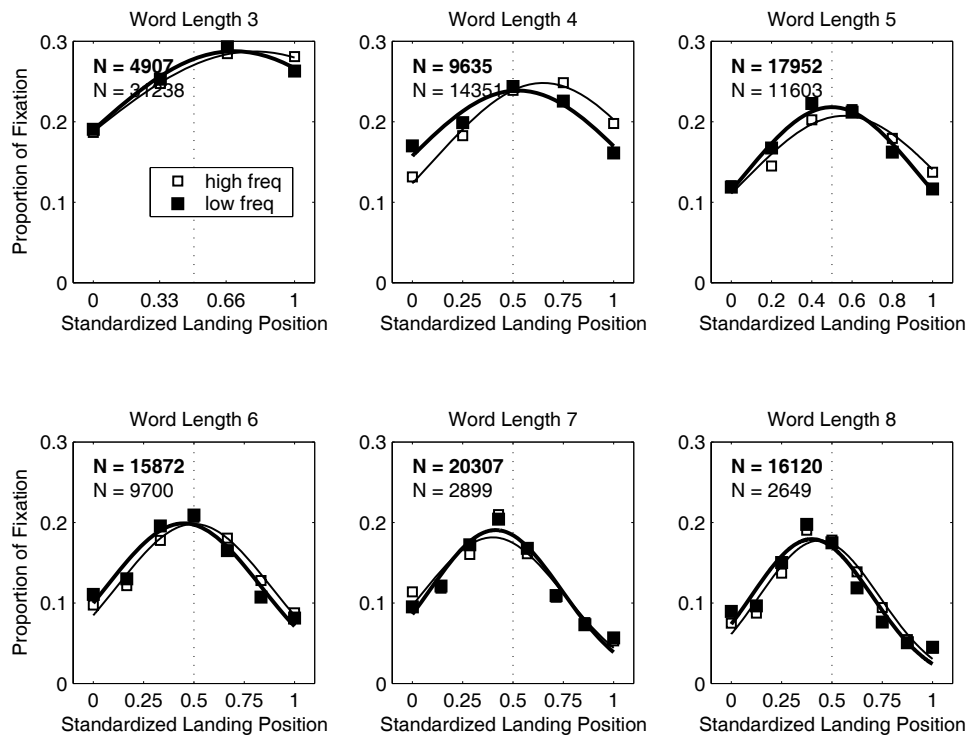 Word Length 3
Proportion of Fixation
0.3
0.2
0.1
0
N = 4907
N = 31238
high freq
low freq
0 0.33 0.66 1
Standardized Landing Position
Word Length 4
0.3
0.2
0.1
0
N = 9635
N = 14351
0 0.25 0.5 0.75 1
Standardized Landing Position
Word Length 5
0.3
0.2
0.1
0
N = 17952
N = 11603
0 0.2 0.4 0.6 0.8 1
Standardized Landing Position
Word Length 6
Proportion of Fixation
0.3
0.2
0.1
0
N = 15872
N = 9700
0 0.25 0.5 0.75 1
Standardized Landing Position
Word Length 7
0.3
0.2
0.1
0
N = 20307
N = 2899
0 0.25 0.5 0.75 1
Standardized Landing Position
Word Length 8
0.3
0.2
0.1
0
N = 16120
N = 2649
0 0.25 0.5 0.75 1
Standardized Landing Position